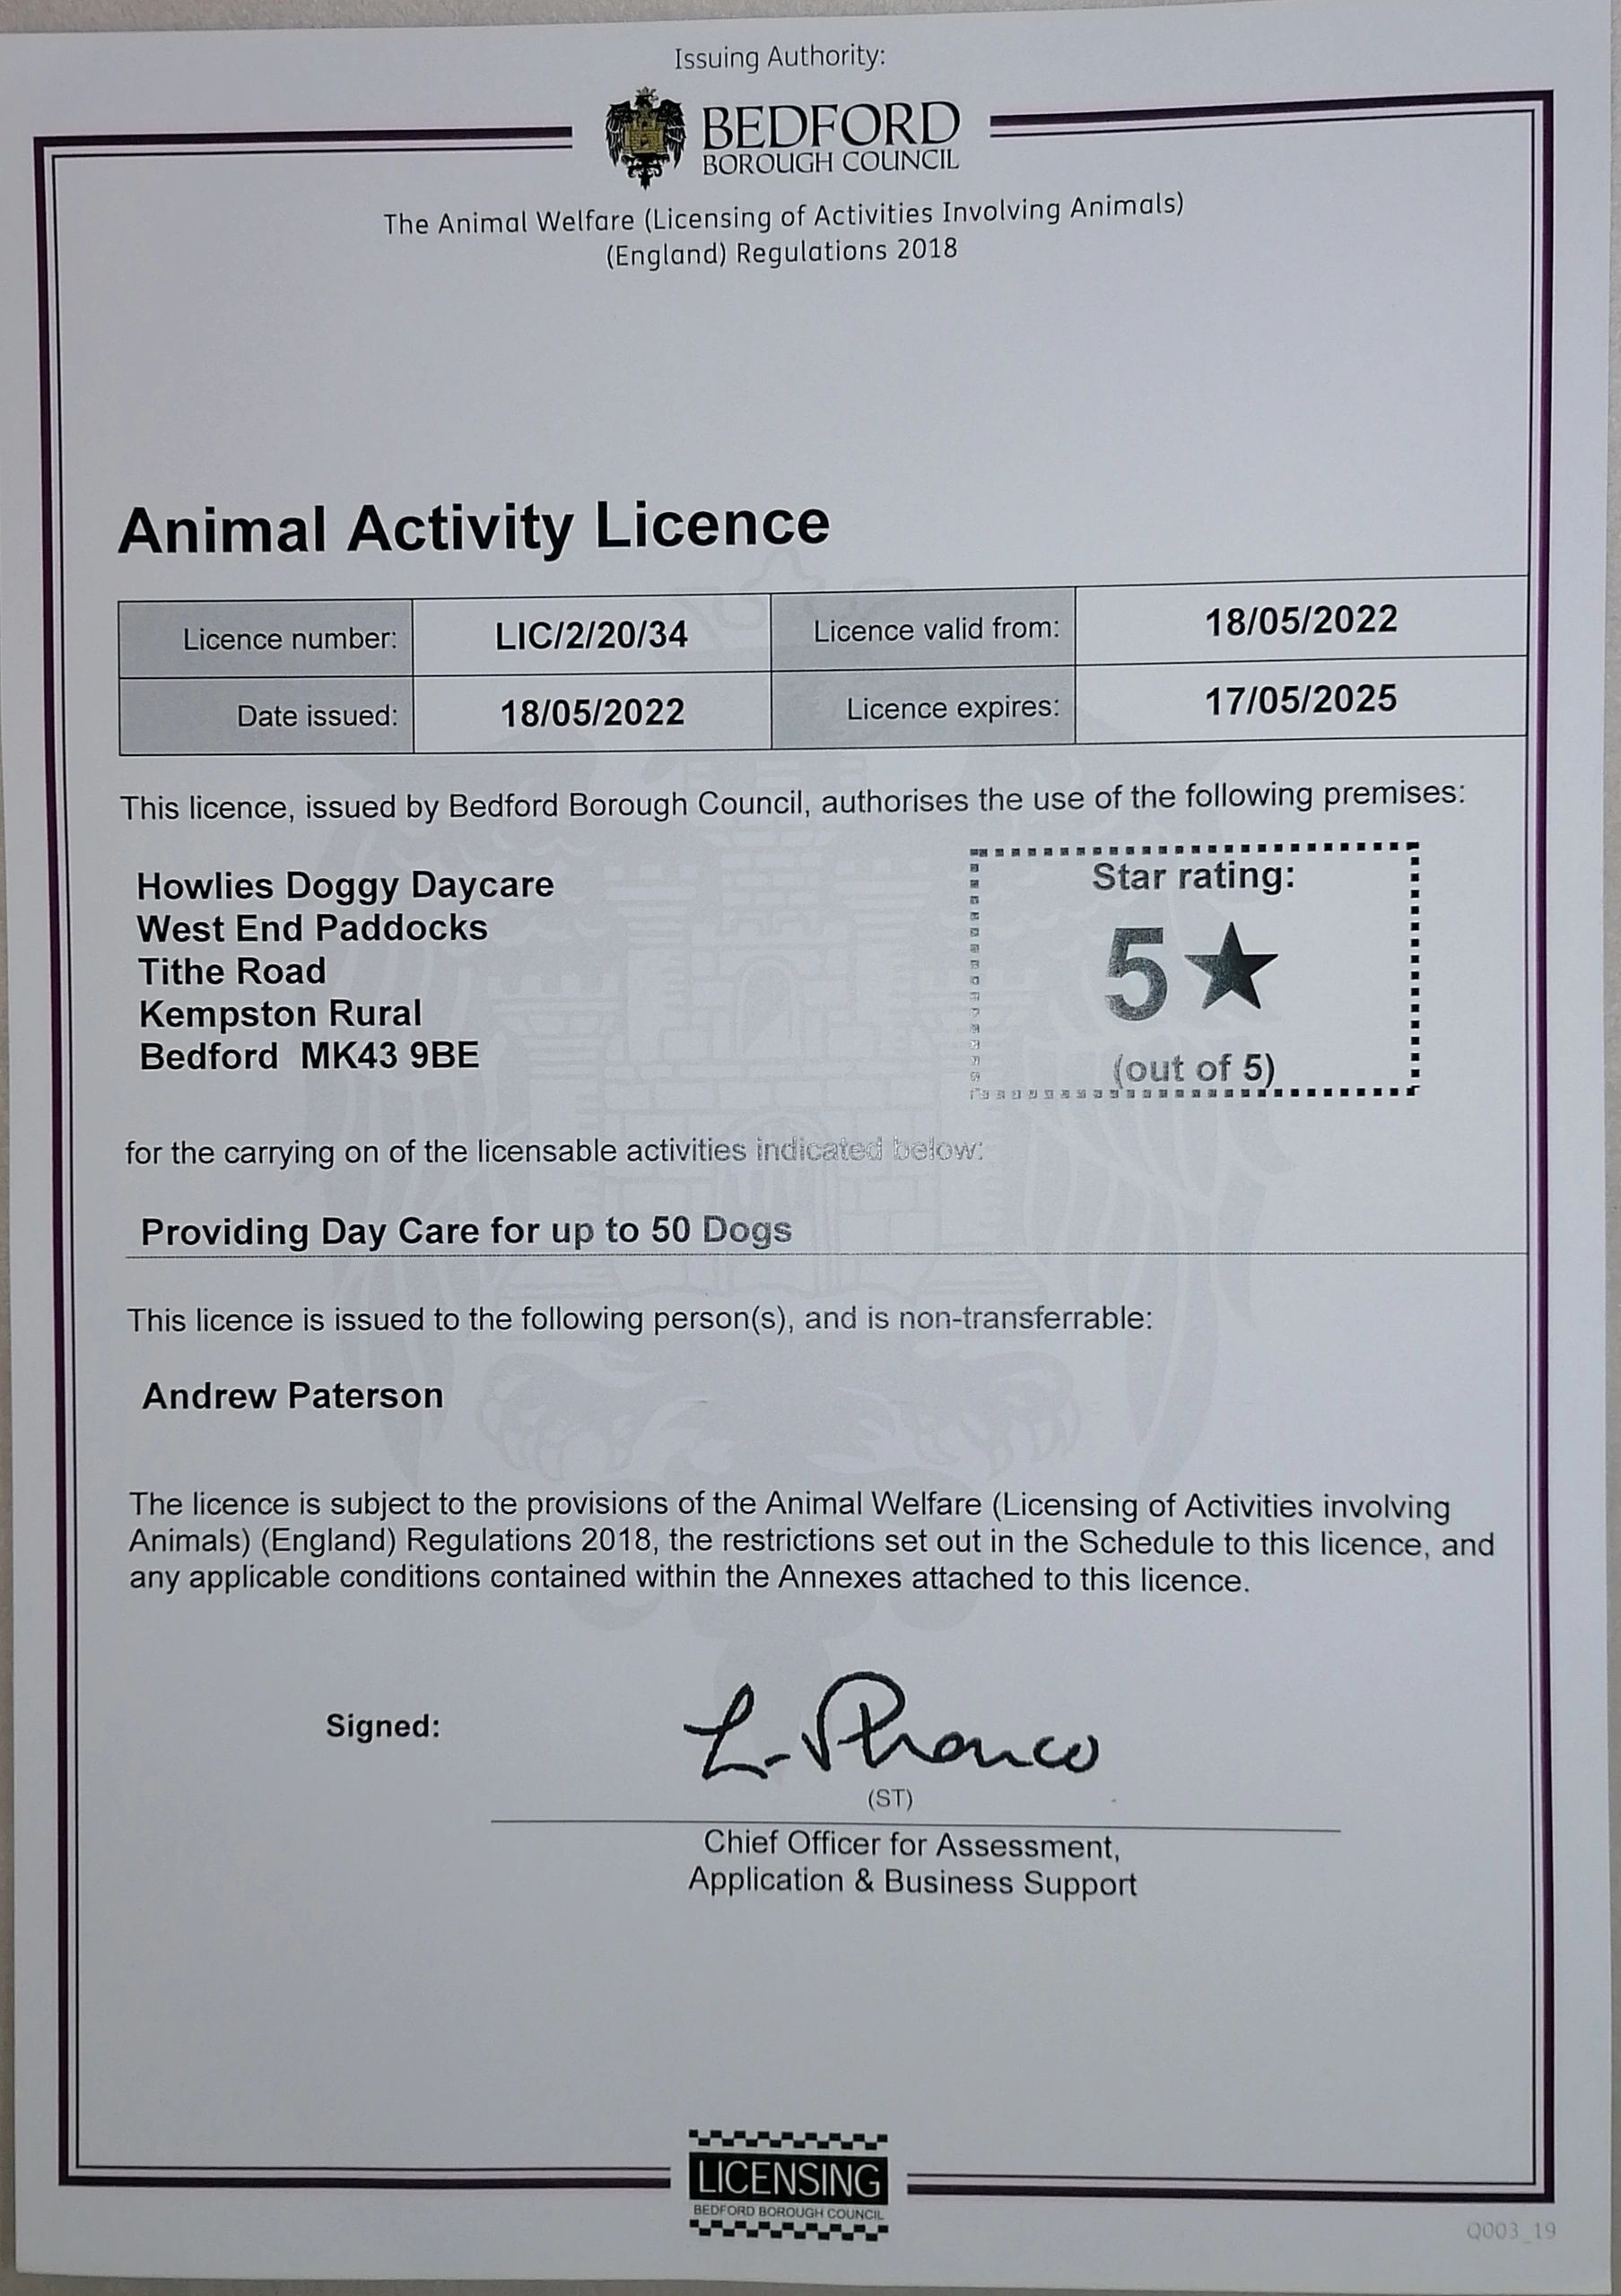 Issuing Authority:
BEDFORD
BOROUGH COUNCIL
The Animal Welfare (Licensing of Activities Involving Animals)
(England) Regulations 2018
Animal Activity Licence
Licence number: LIC/2/20/34 Licence valid from: 18/05/2022
Date issued: 18/05/2022 Licence expires: 17/05/2025
This licence, issued by Bedford Borough Council, authorises the use of the following premises:
Howlies Doggy Daycare
West End Paddocks
Tithe Road
Kempston Rural
Bedford MK43 9BE
Star rating:
5★
(out of 5)
for the carrying on of the licensable activities indicated below:
Providing Day Care for up to 50 Dogs
This licence is issued to the following person(s), and is non-transferrable:
Andrew Paterson
The licence is subject to the provisions of the Animal Welfare (Licensing of Activities involving
Animals) (England) Regulations 2018, the restrictions set out in the Schedule to this licence, and
any applicable conditions contained within the Annexes attached to this licence.
Signed:
(ST)
Chief Officer for Assessment,
Application & Business Support
LICENSING
BEDFORD BOROUGH COUNCIL
Q003_19